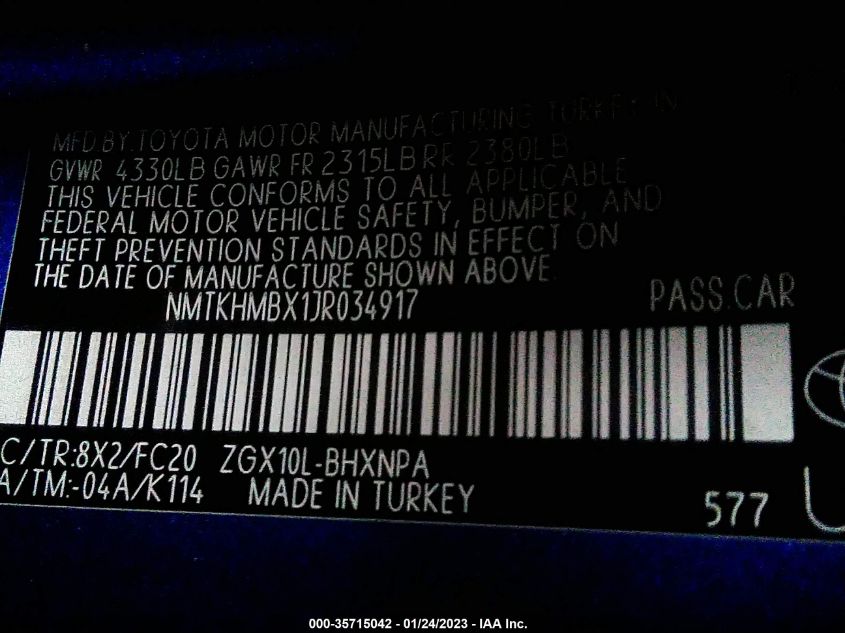 MFD.BY.TOYOTA MOTOR MANUFACTURING TURKEY IN
GVWR 4330LB GAWR FR 2315LB RR 2380LB
THIS VEHICLE CONFORMS TO ALL APPLICABLE
FEDERAL MOTOR VEHICLE SAFETY, BUMPER, AND
THEFT PREVENTION STANDARDS IN EFFECT ON
THE DATE OF MANUFACTURE SHOWN ABOVE.
NMTKHMBX1JR034917 PASS.CAR
C/TR:8X2/FC20 ZGX10L-BHXNPA
A/TM:-04A/K114 MADE IN TURKEY
577
000-35715042 - 01/24/2023 - IAA Inc.